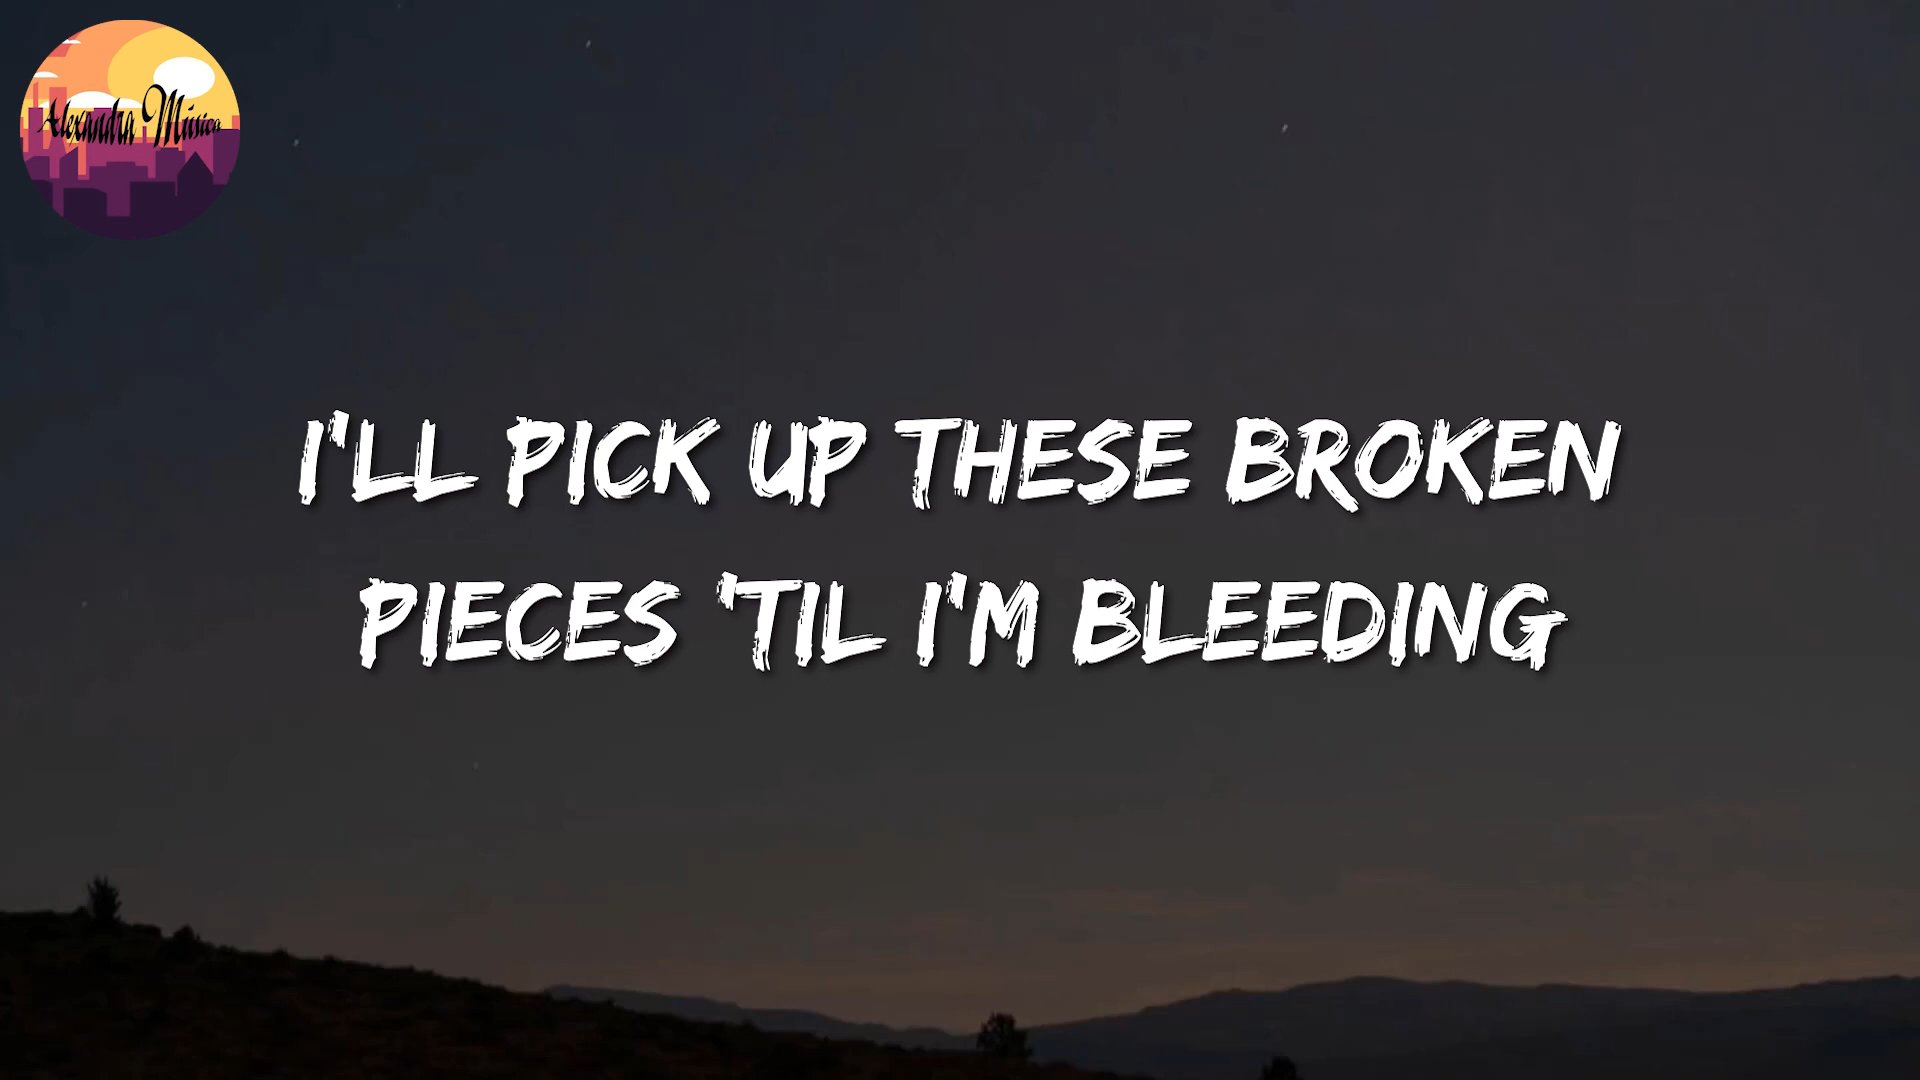 Alexandra Música
I'LL PICK UP THESE BROKEN
PIECES 'TIL I'M BLEEDING